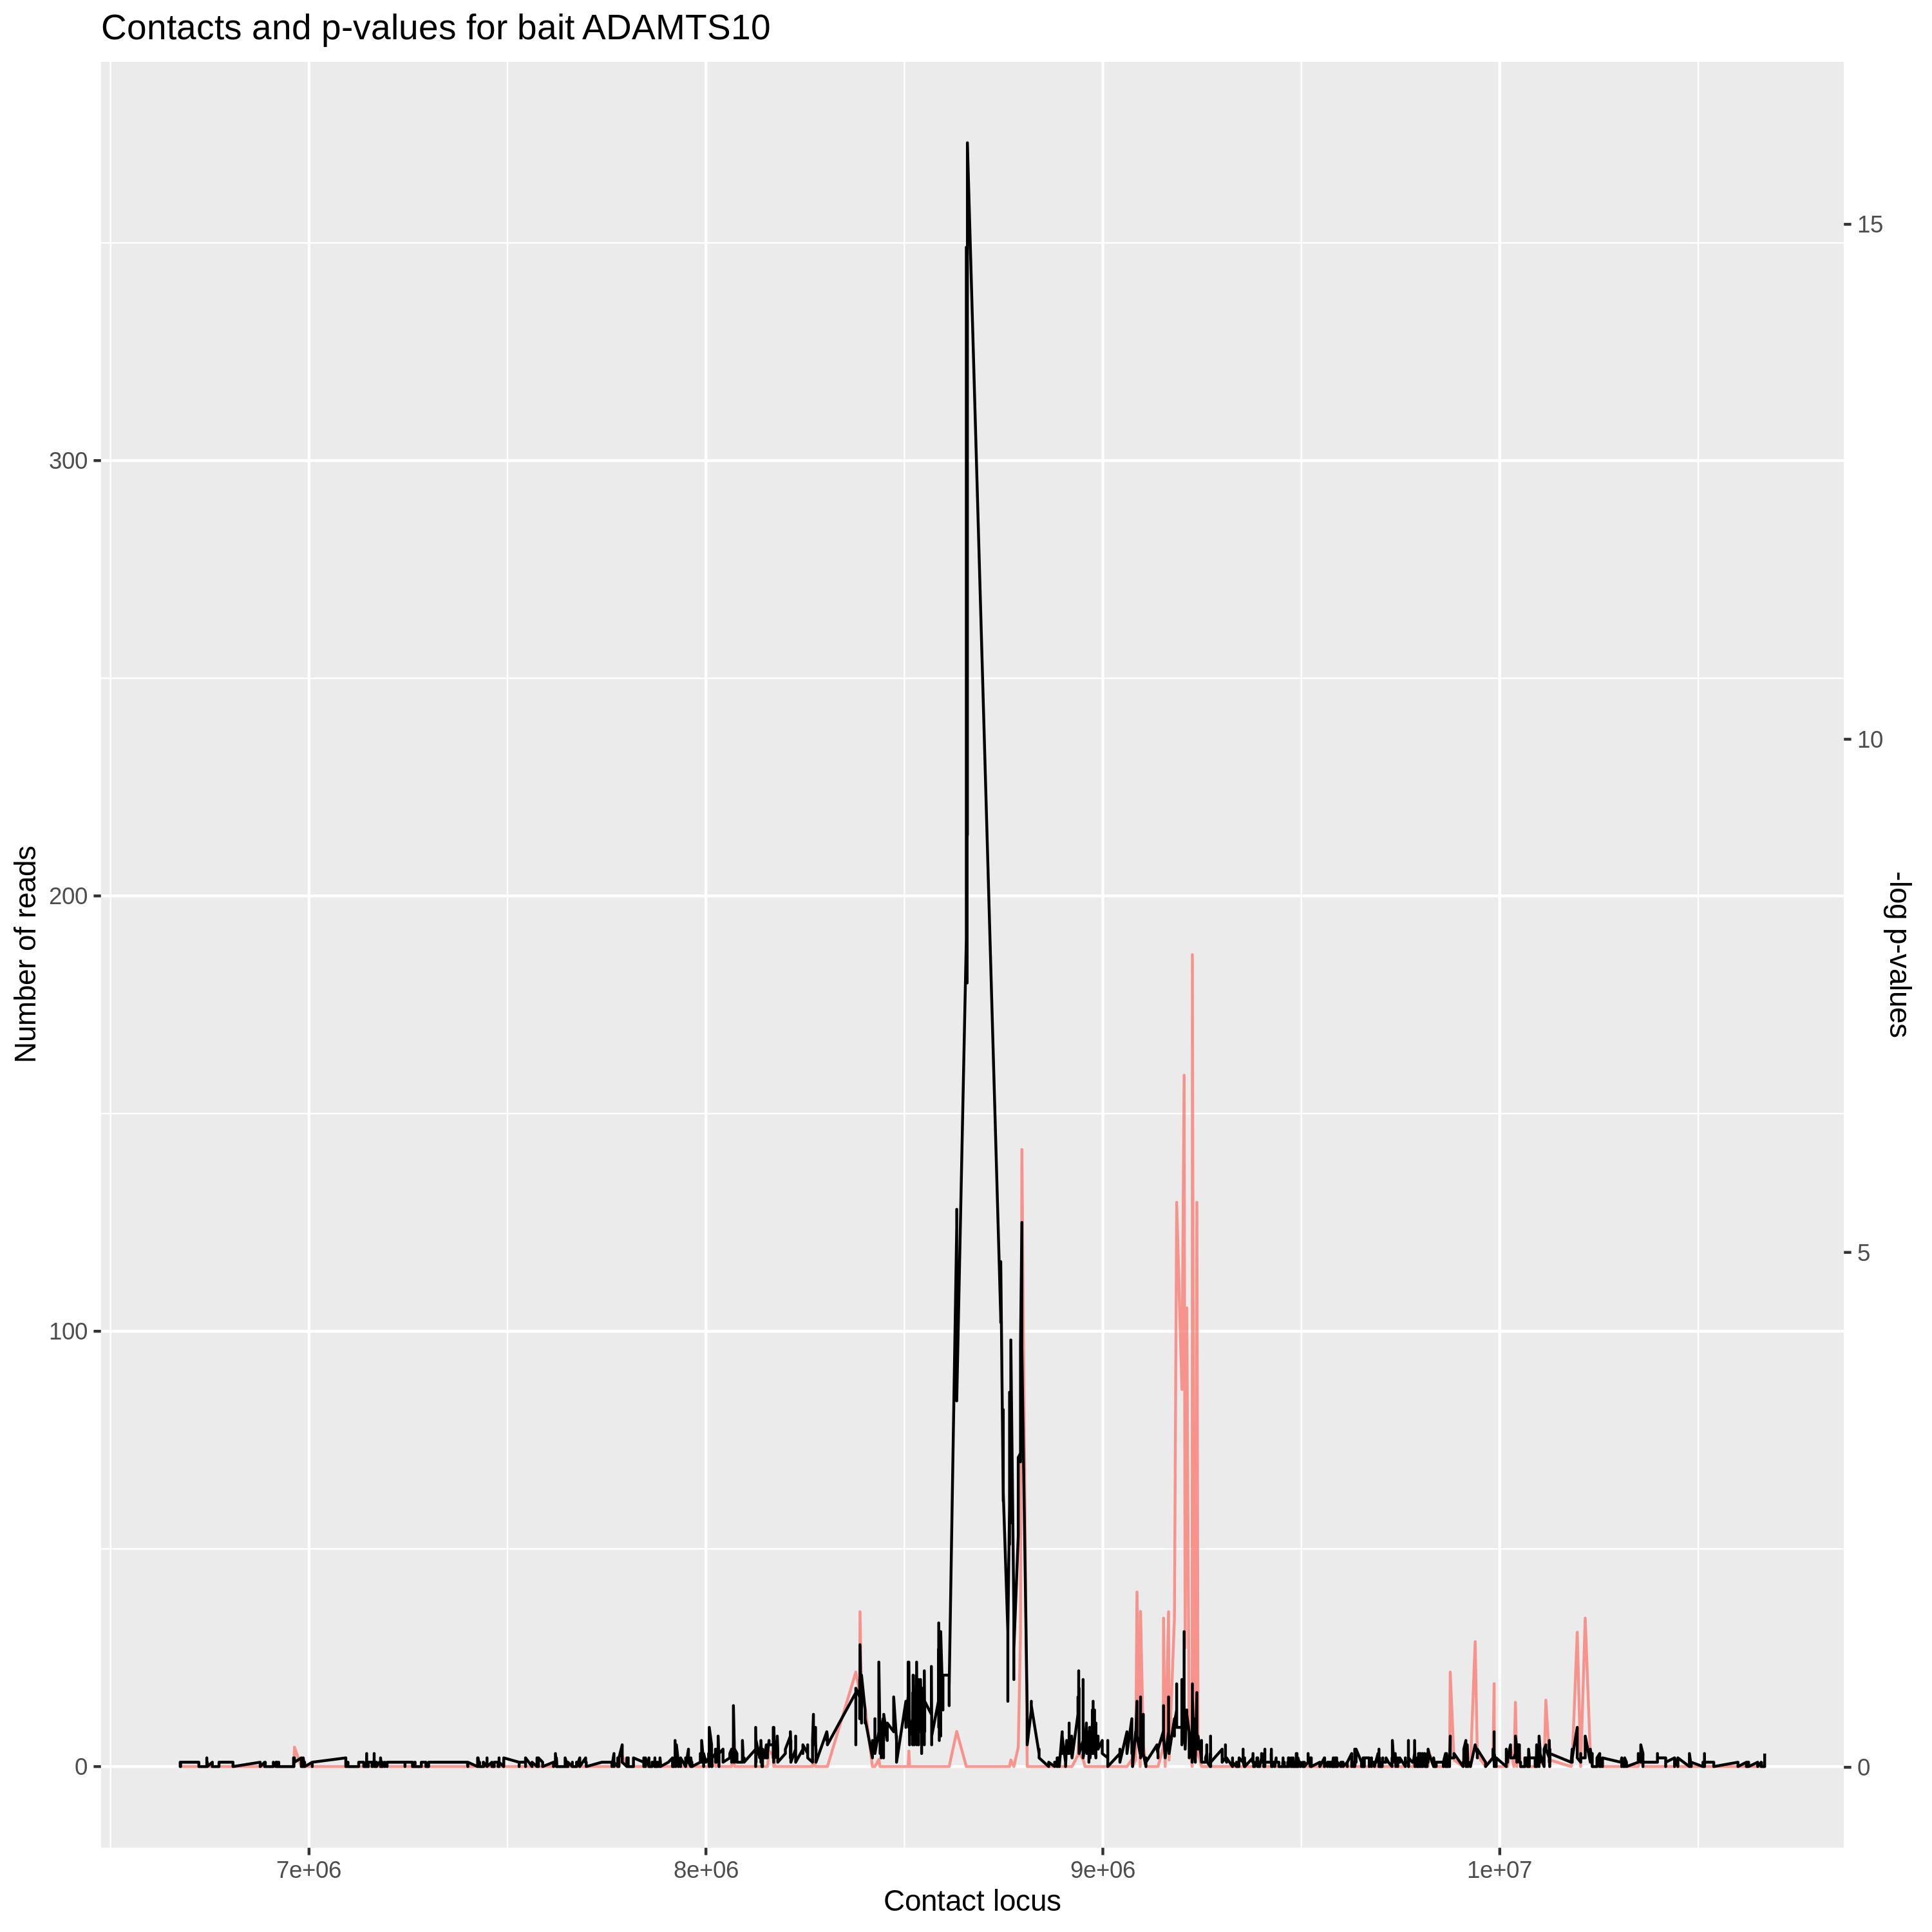 Contacts and p-values for bait ADAMTS10
Number of reads
300
200
100
0
15
10
5
0
-log p-values
7e+06
8e+06
9e+06
1e+07
Contact locus